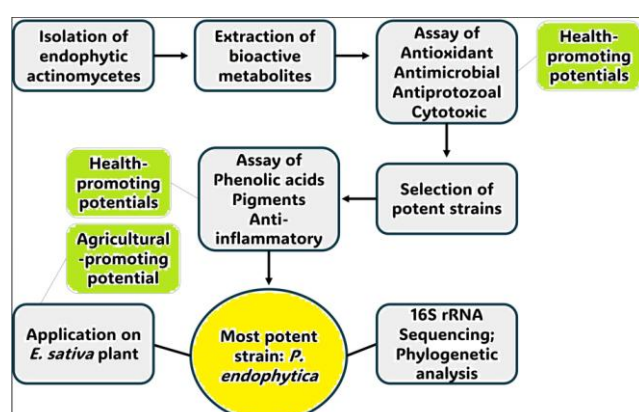 Isolation of
endophytic
actinomycetes
Extraction of
bioactive
metabolites
Assay of
Antioxidant
Antimicrobial
Antiprotozoal
Cytotoxic
Health-
promoting
potentials
Selection of
potent strains
Assay of
Phenolic acids
Pigments
Anti-
inflammatory
Health-
promoting
potentials
Agricultural
-promoting
potential
Application on
E. sativa plant
Most potent
strain: P.
endophytica
16S rRNA
Sequencing;
Phylogenetic
analysis